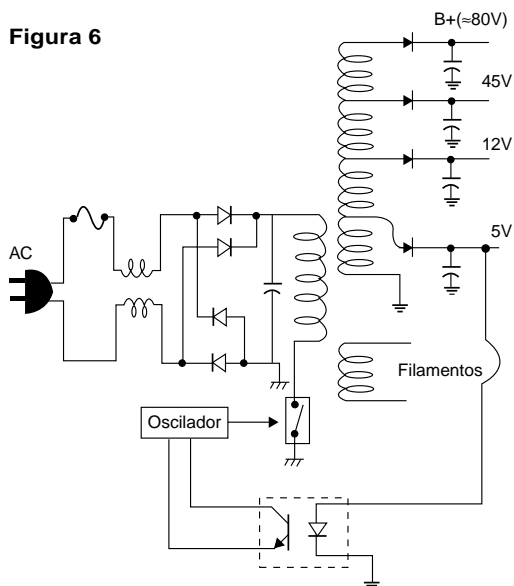 Figura 6
B+(≈80V)
45V
12V
AC
5V
Filamentos
Oscilador